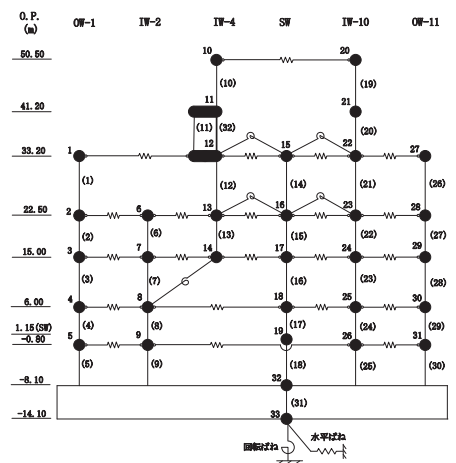 O.P. (m) OW-1 IW-2 IW-4 SW IW-10 OW-11
50.50 10 20
(10) (19)
41.20 11 21
(11) (32) (20)
33.20 1 12 15 22 27
(1) (12) (14) (21) (26)
22.50 2 6 13 16 23 28
(2) (6) (13) (15) (22) (27)
15.00 3 7 14 17 24 29
(3) (7) (16) (23) (28)
6.00 4 8 18 25 30
(4) (8) (17) (24) (29)
1.15(SW) 19
-0.80 5 9 26 31
(5) (9) (18) (25) (30)
-8.10 32
(31)
-14.10 33
回転ばね 水平ばね